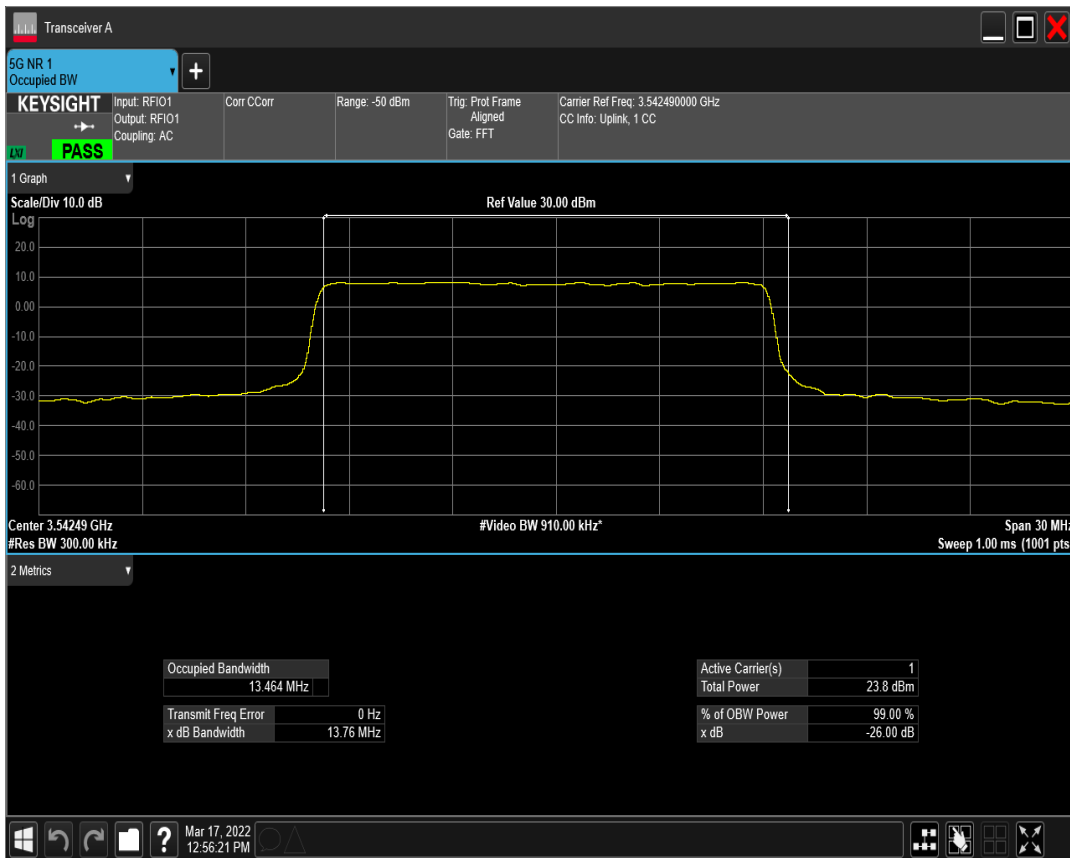 Transceiver A
5G NR 1
Occupied BW
+
KEYSIGHT
LXI
PASS
Input: RFIO1
Output: RFIO1
Coupling: AC
Corr CCorr
Range: -50 dBm
Trig: Prot Frame
Aligned
Gate: FFT
Carrier Ref Freq: 3.542490000 GHz
CC Info: Uplink, 1 CC
1 Graph
Scale/Div 10.0 dB
Ref Value 30.00 dBm
Log
20.0
10.0
0.00
-10.0
-20.0
-30.0
-40.0
-50.0
-60.0
Center 3.54249 GHz
#Video BW 910.00 kHz*
Span 30 MHz
#Res BW 300.00 kHz
Sweep 1.00 ms (1001 pts
2 Metrics
Occupied Bandwidth
13.464 MHz
Transmit Freq Error 0 Hz
x dB Bandwidth 13.76 MHz
Active Carrier(s) 1
Total Power 23.8 dBm
% of OBW Power 99.00 %
x dB -26.00 dB
?
Mar 17, 2022
12:56:21 PM